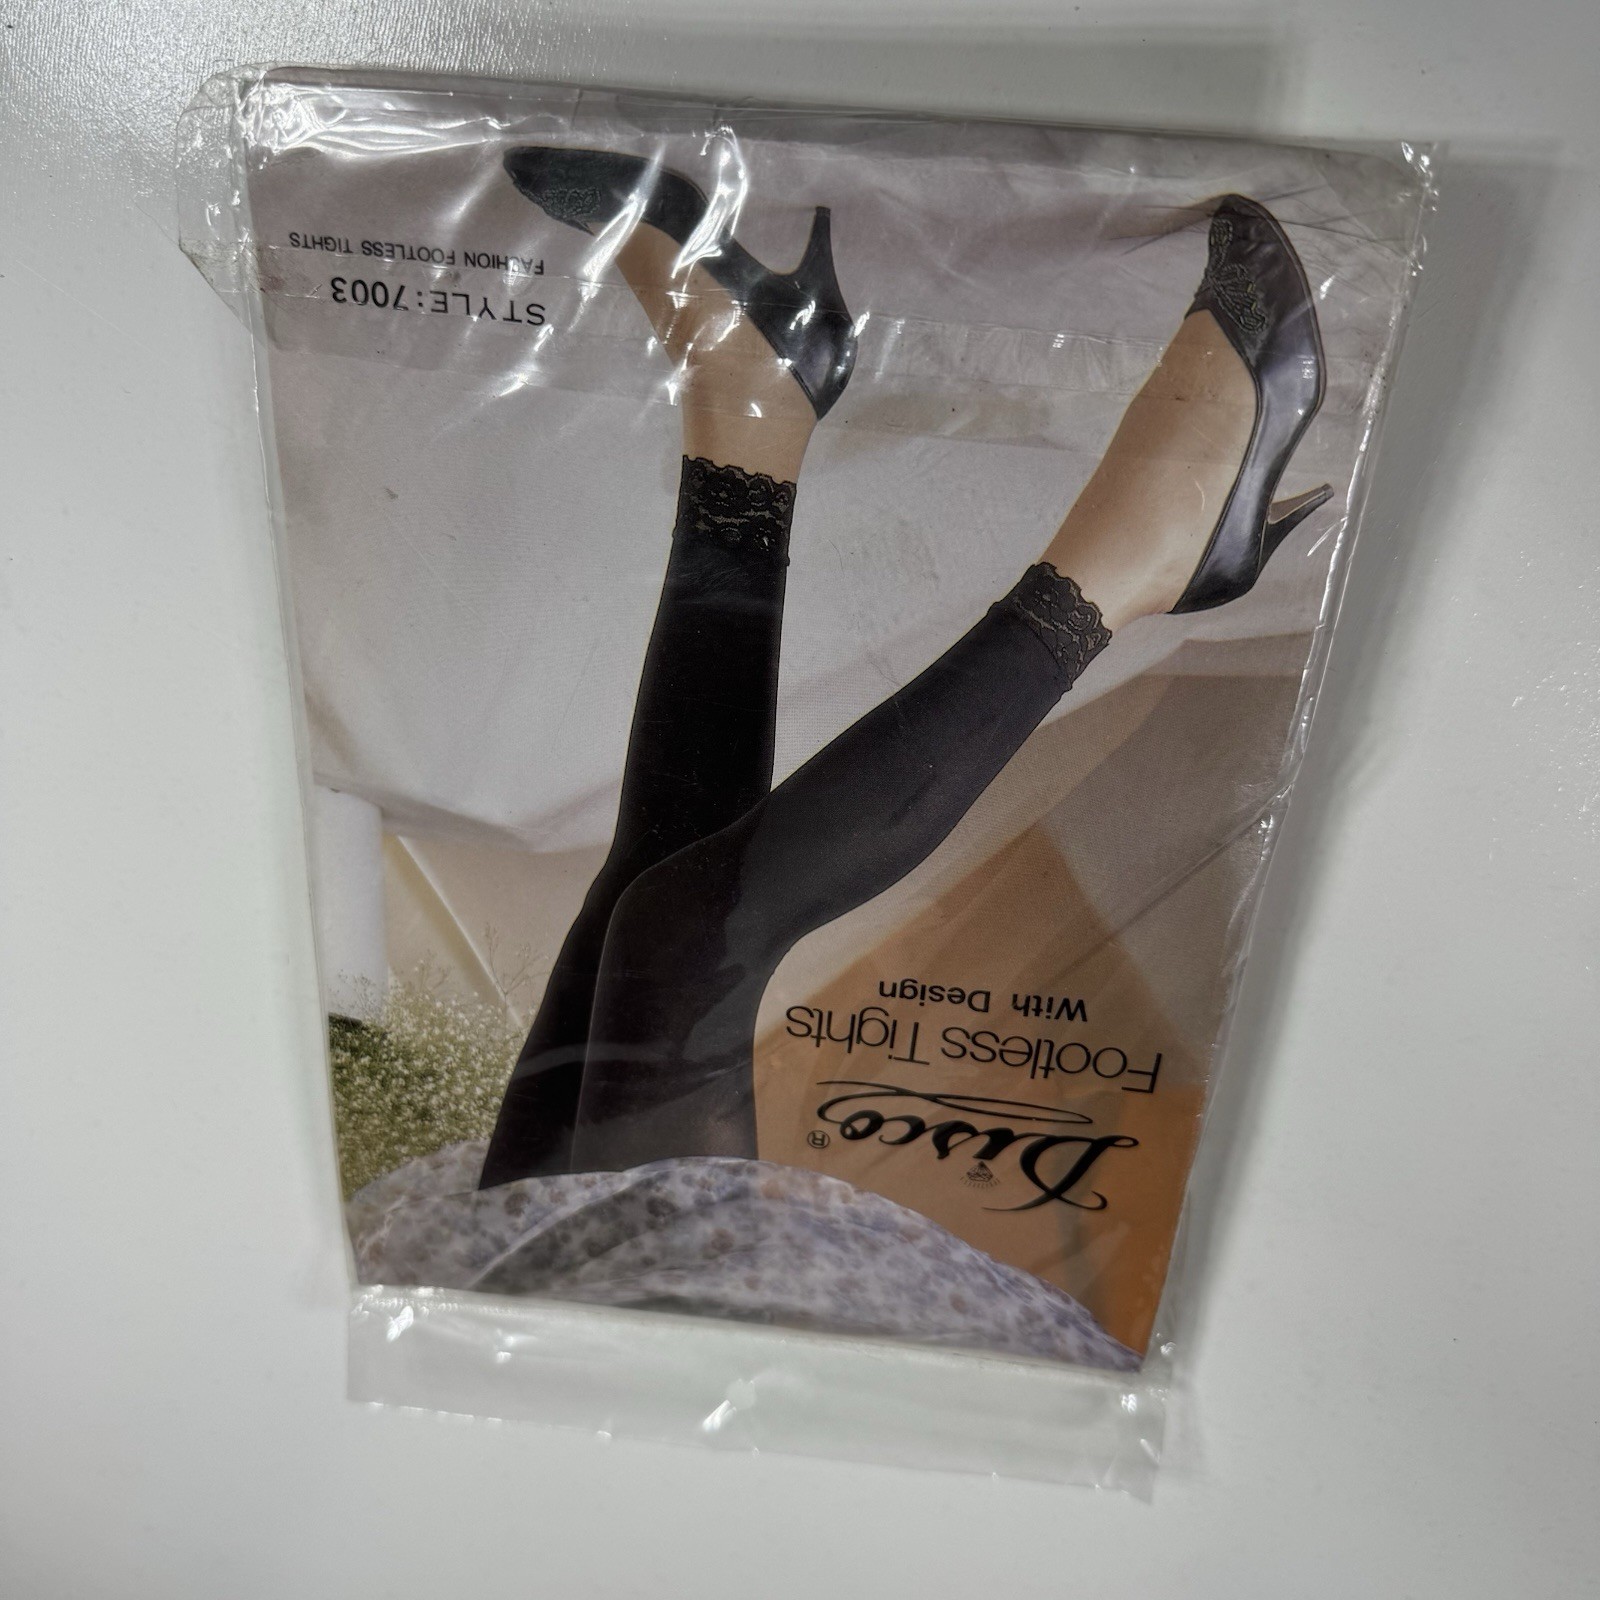 Disco ®
Footless Tights
With Design
STYLE:7003
FASHION FOOTLESS TIGHTS